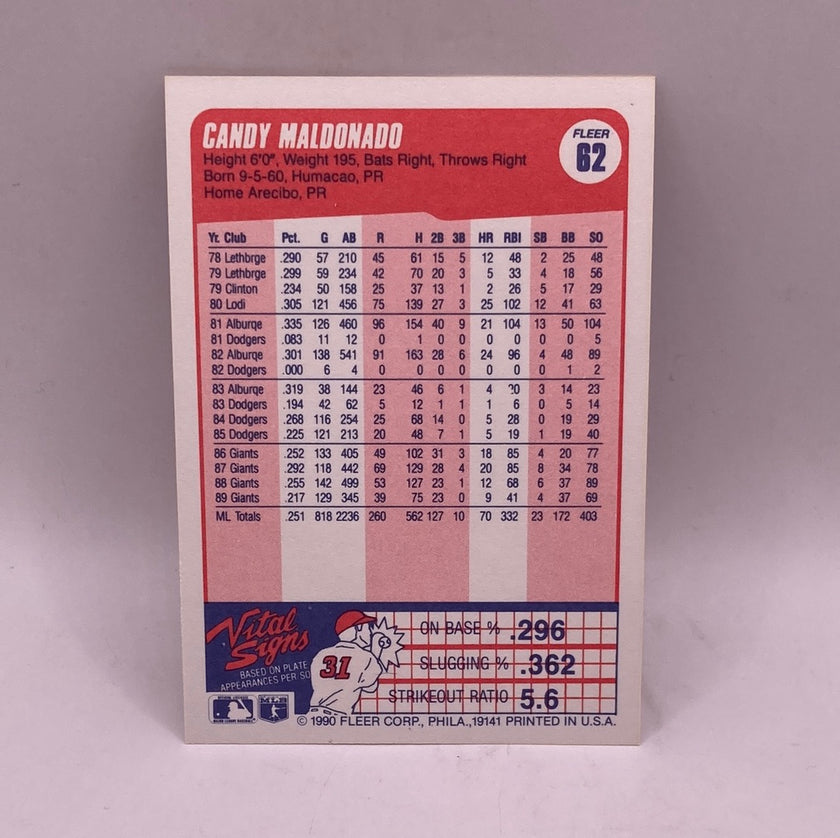 CANDY MALDONADO
Height 6'0", Weight 195, Bats Right, Throws Right
Born 9-5-60, Humacao, PR
Home Arecibo, PR
FLEER
62
Yr. Club Pct. G AB R H 2B 3B HR RBI SB BB SO
78 Lethbrge .290 57 210 45 61 15 5 12 48 2 25 48
79 Lethbrge .299 59 234 42 70 20 3 5 33 4 18 56
79 Clinton .234 50 158 25 37 13 1 2 26 5 17 29
80 Lodi .305 121 456 75 139 27 3 25 102 12 41 63
81 Alburqe .335 126 460 96 154 40 9 21 104 13 50 104
81 Dodgers .083 11 12 0 1 0 0 0 0 0 0 5
82 Alburqe .301 138 541 91 163 28 6 24 96 4 48 89
82 Dodgers .000 6 4 0 0 0 0 0 0 0 1 2
83 Alburqe .319 38 144 23 46 6 1 4 20 3 14 23
83 Dodgers .194 42 62 5 12 1 1 1 6 0 5 14
84 Dodgers .268 116 254 25 68 14 0 5 28 0 19 29
85 Dodgers .225 121 213 20 48 7 1 5 19 1 19 40
86 Giants .252 133 405 49 102 31 3 18 85 4 20 77
87 Giants .292 118 442 69 129 28 4 20 85 8 34 78
88 Giants .255 142 499 53 127 23 1 12 68 6 37 89
89 Giants .217 129 345 39 75 23 0 9 41 4 37 69
ML Totals .251 818 2236 260 562 127 10 70 332 23 172 403
Vital
Signs
BASED ON PLATE
APPEARANCES PER SO
31
ON BASE % .296
SLUGGING % .362
STRIKEOUT RATIO 5.6
© 1990 FLEER CORP., PHILA.,19141 PRINTED IN U.S.A.